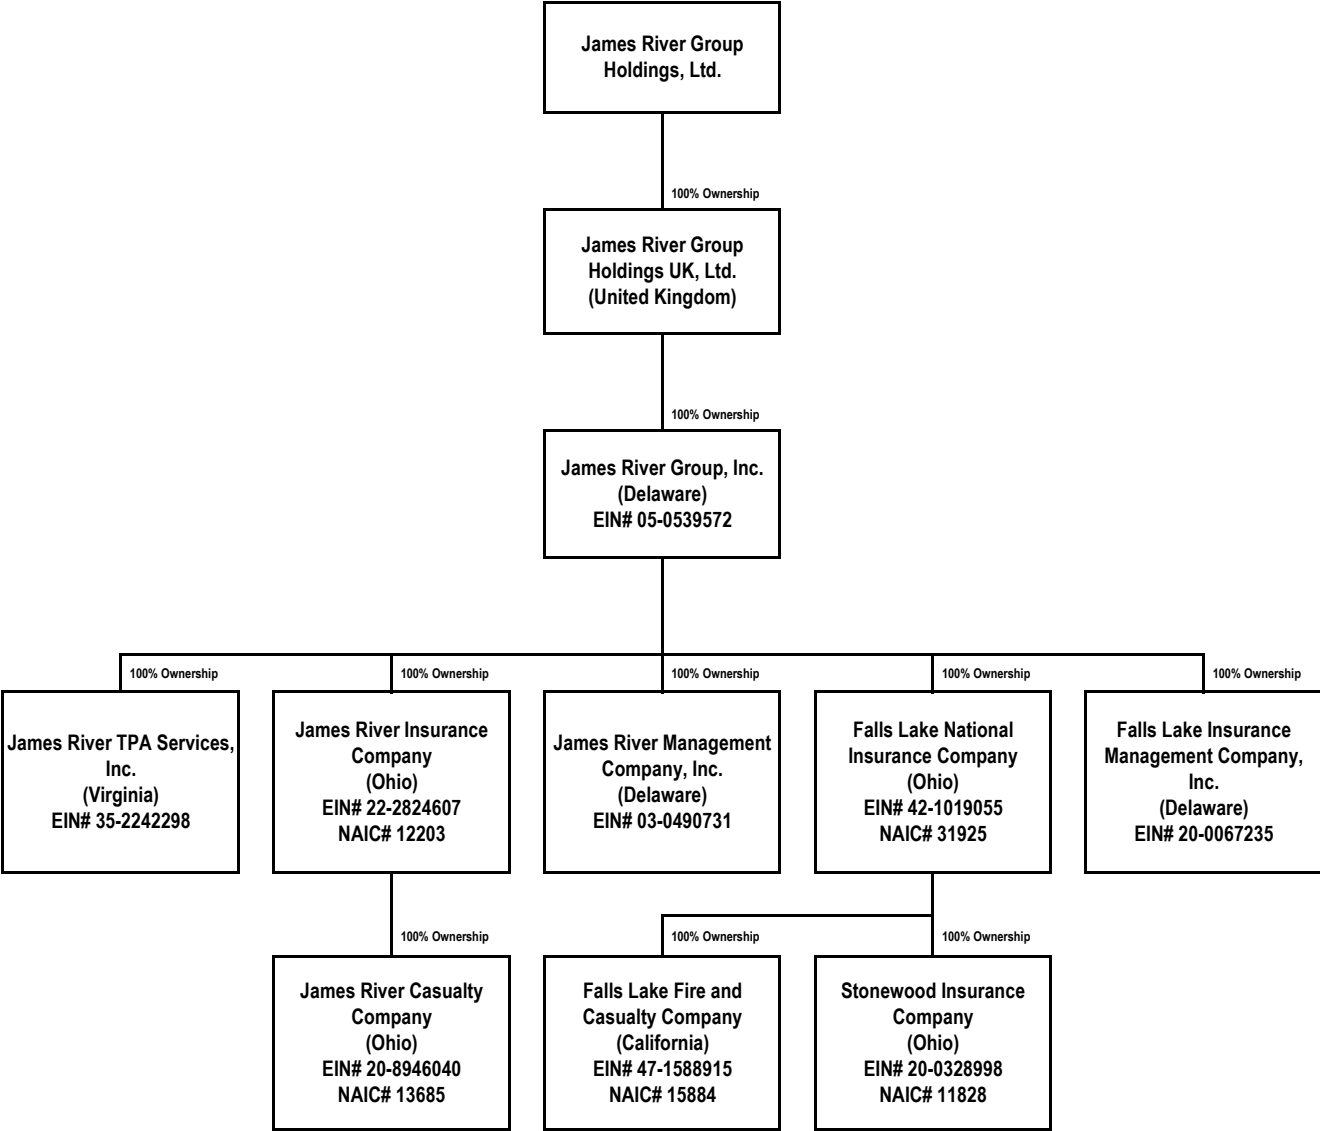 James River Group
Holdings, Ltd.
100% Ownership
James River Group
Holdings UK, Ltd.
(United Kingdom)
100% Ownership
James River Group, Inc.
(Delaware)
EIN# 05-0539572
100% Ownership
100% Ownership
100% Ownership
100% Ownership
100% Ownership
James River TPA Services,
Inc.
(Virginia)
EIN# 35-2242298
James River Insurance
Company
(Ohio)
EIN# 22-2824607
NAIC# 12203
James River Management
Company, Inc.
(Delaware)
EIN# 03-0490731
Falls Lake National
Insurance Company
(Ohio)
EIN# 42-1019055
NAIC# 31925
Falls Lake Insurance
Management Company,
Inc.
(Delaware)
EIN# 20-0067235
100% Ownership
100% Ownership
100% Ownership
James River Casualty
Company
(Ohio)
EIN# 20-8946040
NAIC# 13685
Falls Lake Fire and
Casualty Company
(California)
EIN# 47-1588915
NAIC# 15884
Stonewood Insurance
Company
(Ohio)
EIN# 20-0328998
NAIC# 11828